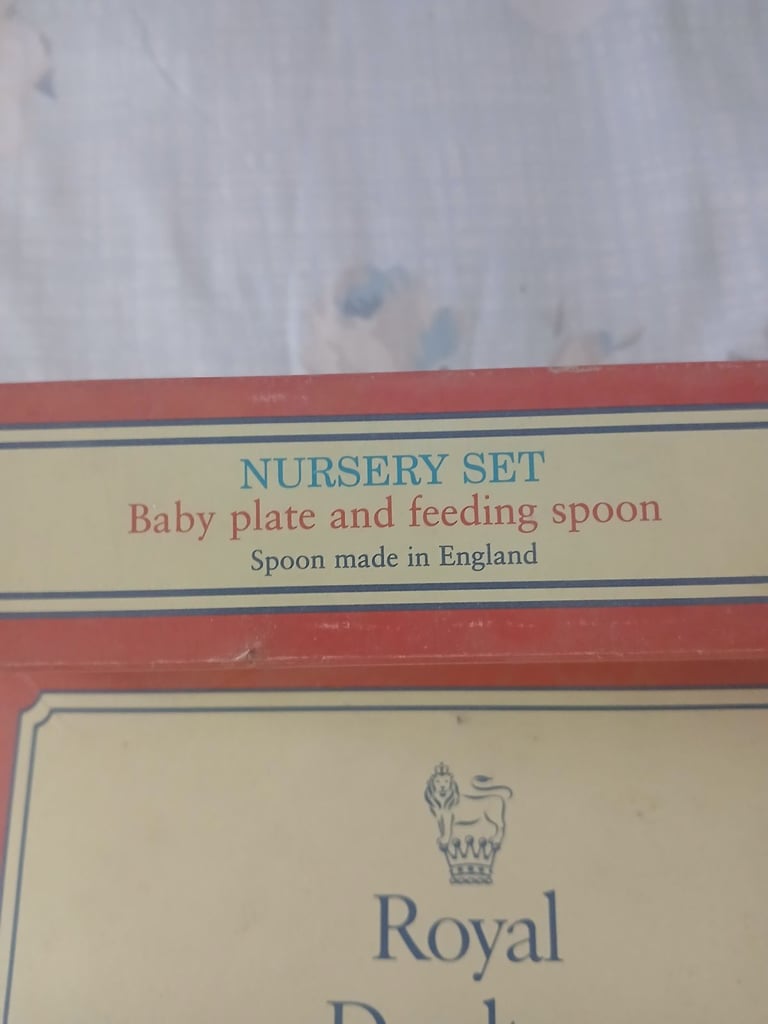 NURSERY SET
Baby plate and feeding spoon
Spoon made in England
Royal